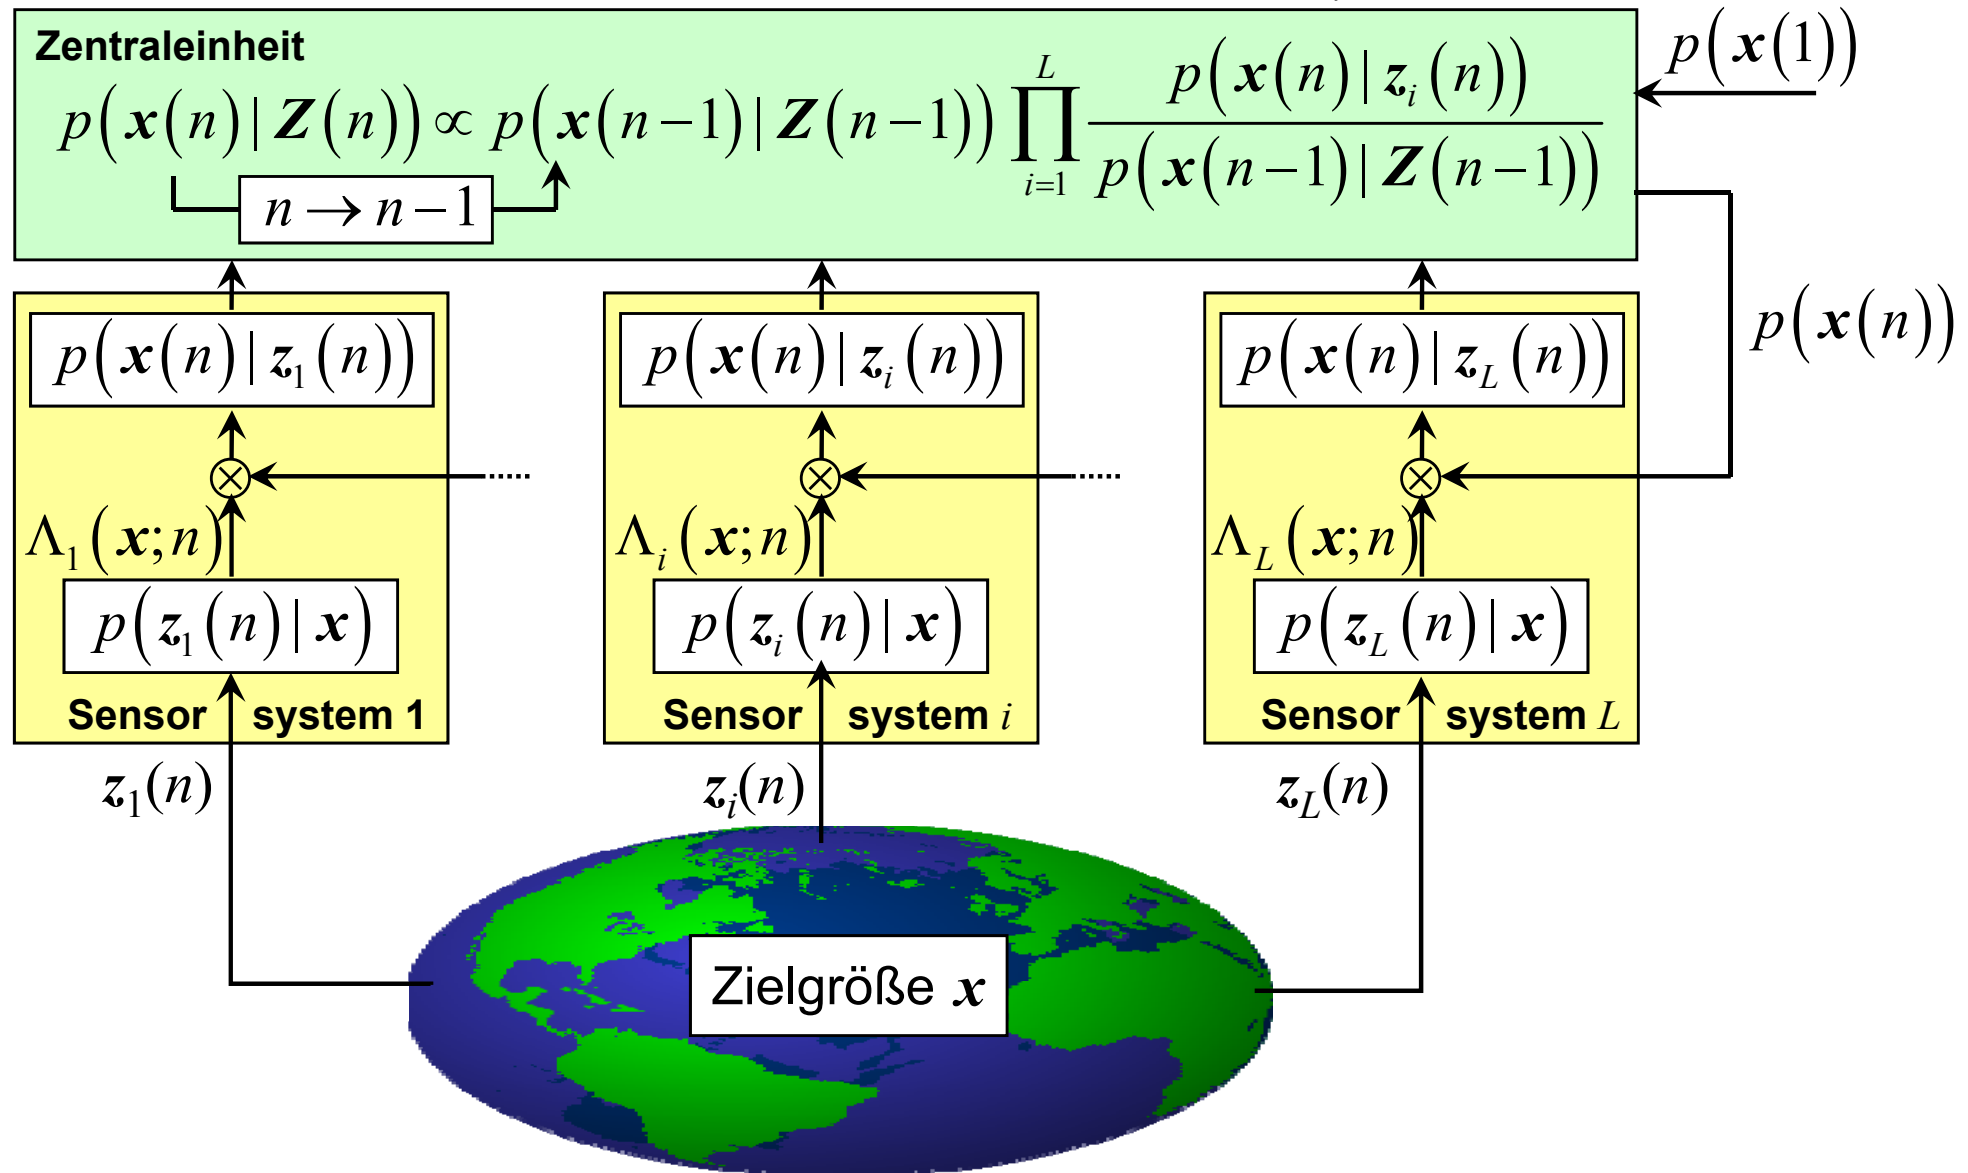 Zentraleinheit
p(x(n) | Z(n)) ∝ p(x(n−1) | Z(n−1)) ∏_{i=1}^{L} p(x(n) | z_i(n)) / p(x(n−1) | Z(n−1))
n → n−1
p(x(1))
p(x(n))
p(x(n) | z_1(n))
p(x(n) | z_i(n))
p(x(n) | z_L(n))
Λ_1(x;n)
Λ_i(x;n)
Λ_L(x;n)
p(z_1(n) | x)
p(z_i(n) | x)
p(z_L(n) | x)
Sensor system 1
Sensor system i
Sensor system L
z_1(n)
z_i(n)
z_L(n)
Zielgröße x